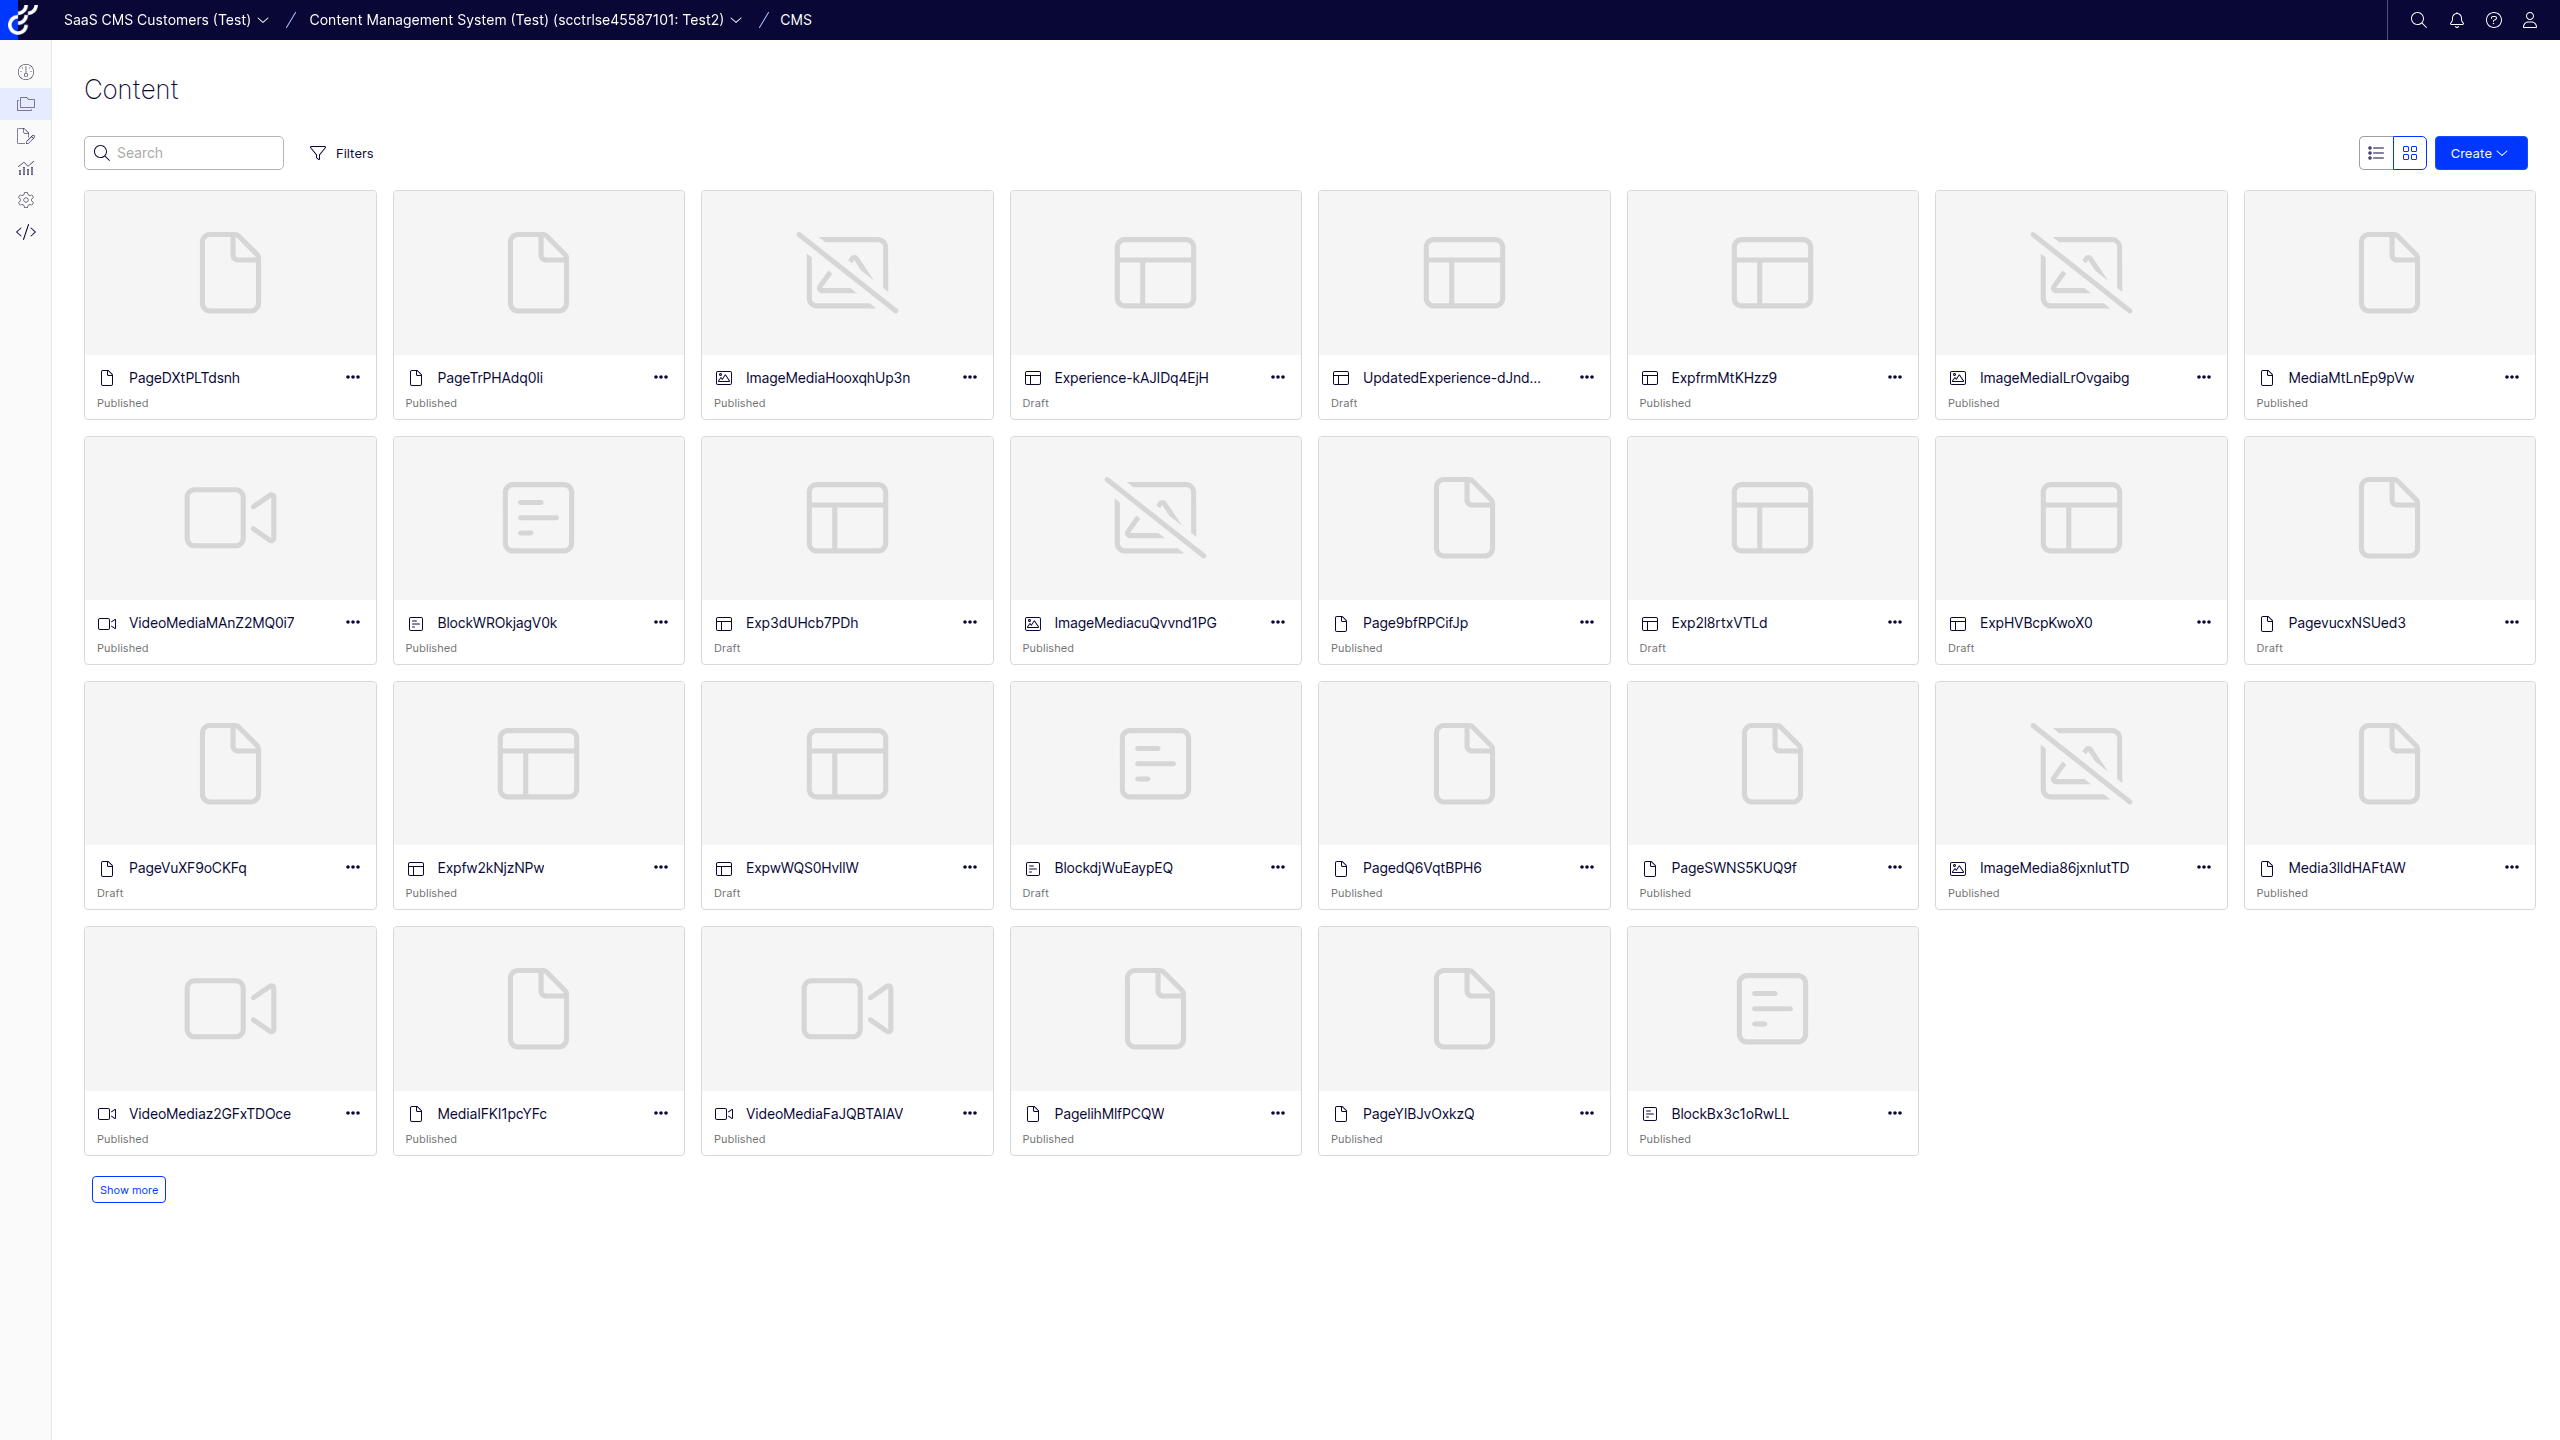 SaaS CMS Customers (Test) / Content Management System (Test) (scctrlse45587101: Test2) / CMS
Content
Search Filters Create
PageDXtPLTdsnh PageTrPHAdq0li ImageMediaHooxqhUp3n Experience-kAJlDq4EjH UpdatedExperience-dJnd... ExpfrmMtKHzz9 ImageMediaILrOvgaibg MediaMtLnEp9pVw
Published Published Published Draft Draft Published Published Published
VideoMediaMAnZ2MQ0i7 BlockWROkjagV0k Exp3dUHcb7PDh ImageMediacuQvvnd1PG Page9bfRPCifJp Exp2l8rtxVTLd ExpHVBcpKwoX0 PagevucxNSUed3
Published Published Draft Published Published Draft Draft Draft
PageVuXF9oCKFq Expfw2kNjzNPw ExpwWQS0HvllW BlockdjWuEaypEQ PagedQ6VqtBPH6 PageSWNS5KUQ9f ImageMedia86jxnlutTD Media3lldHAFtAW
Draft Published Draft Draft Published Published Published Published
VideoMediaz2GFxTDOce MediaIFKI1pcYFc VideoMediaFaJQBTAIAV PagelihMlfPCQW PageYIBJvOxkzQ BlockBx3c1oRwLL
Published Published Published Published Published Published
Show more